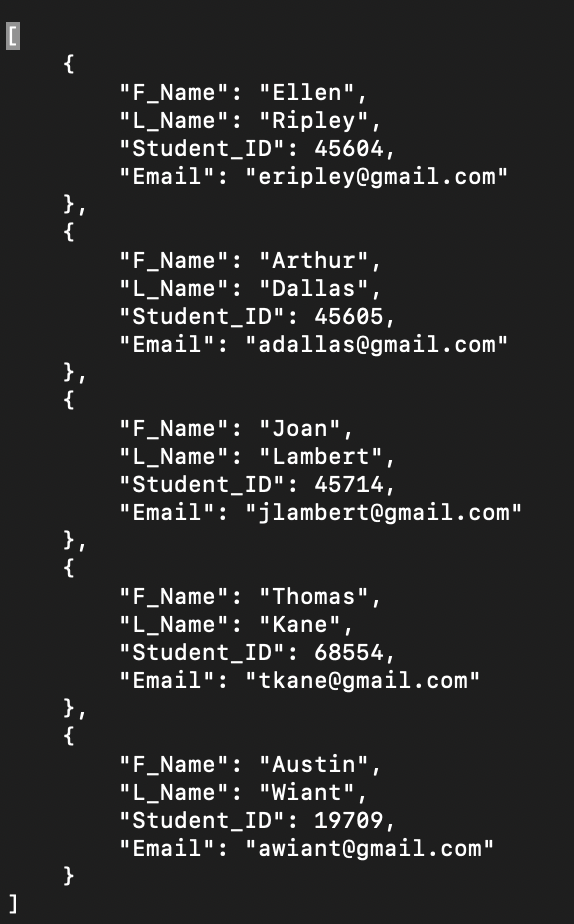 [
    {
        "F_Name": "Ellen",
        "L_Name": "Ripley",
        "Student_ID": 45604,
        "Email": "eripley@gmail.com"
    },
    {
        "F_Name": "Arthur",
        "L_Name": "Dallas",
        "Student_ID": 45605,
        "Email": "adallas@gmail.com"
    },
    {
        "F_Name": "Joan",
        "L_Name": "Lambert",
        "Student_ID": 45714,
        "Email": "jlambert@gmail.com"
    },
    {
        "F_Name": "Thomas",
        "L_Name": "Kane",
        "Student_ID": 68554,
        "Email": "tkane@gmail.com"
    },
    {
        "F_Name": "Austin",
        "L_Name": "Wiant",
        "Student_ID": 19709,
        "Email": "awiant@gmail.com"
    }
]